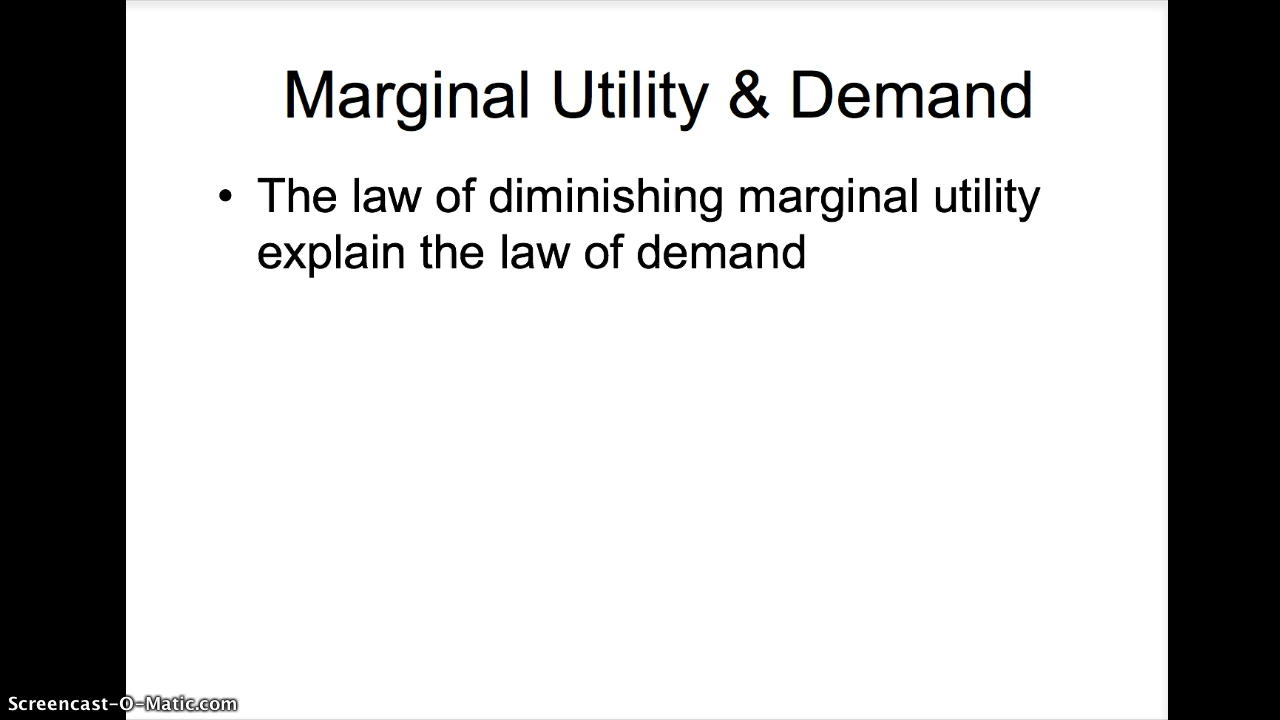 Marginal Utility & Demand
• The law of diminishing marginal utility
explain the law of demand
Screencast-O-Matic.com